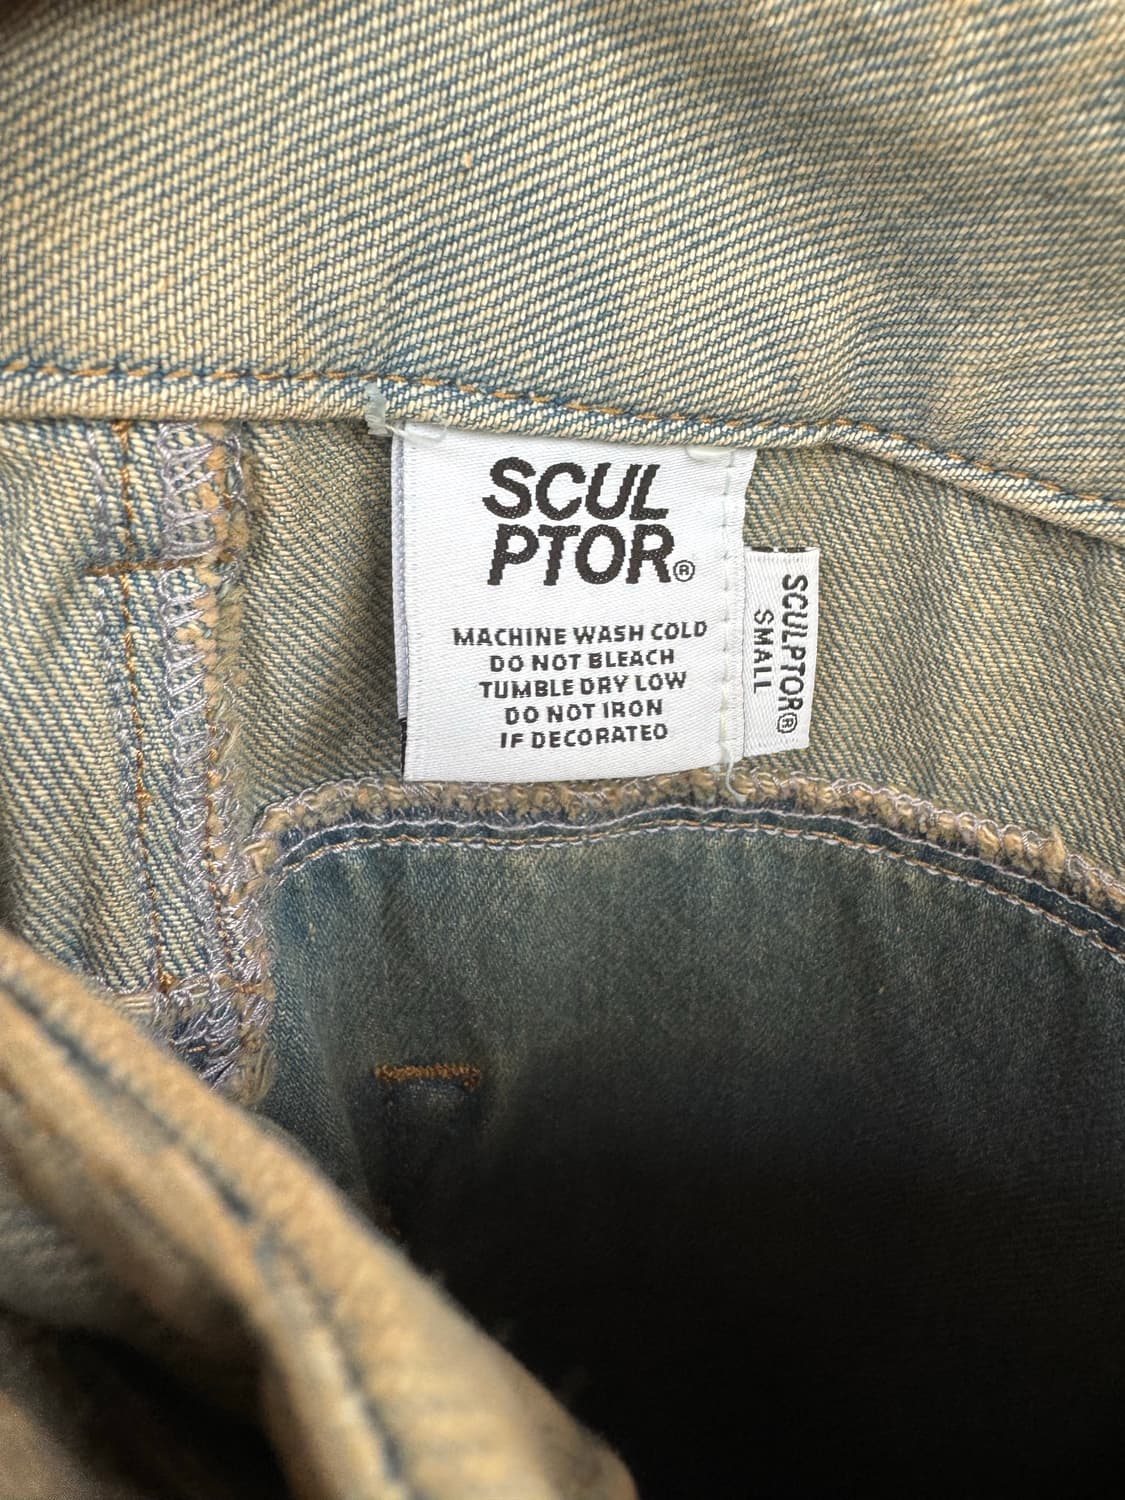 SCUL
PTOR®
MACHINE WASH COLD
DO NOT BLEACH
TUMBLE DRY LOW
DO NOT IRON
IF DECORATED
SCULPTOR®
SMALL